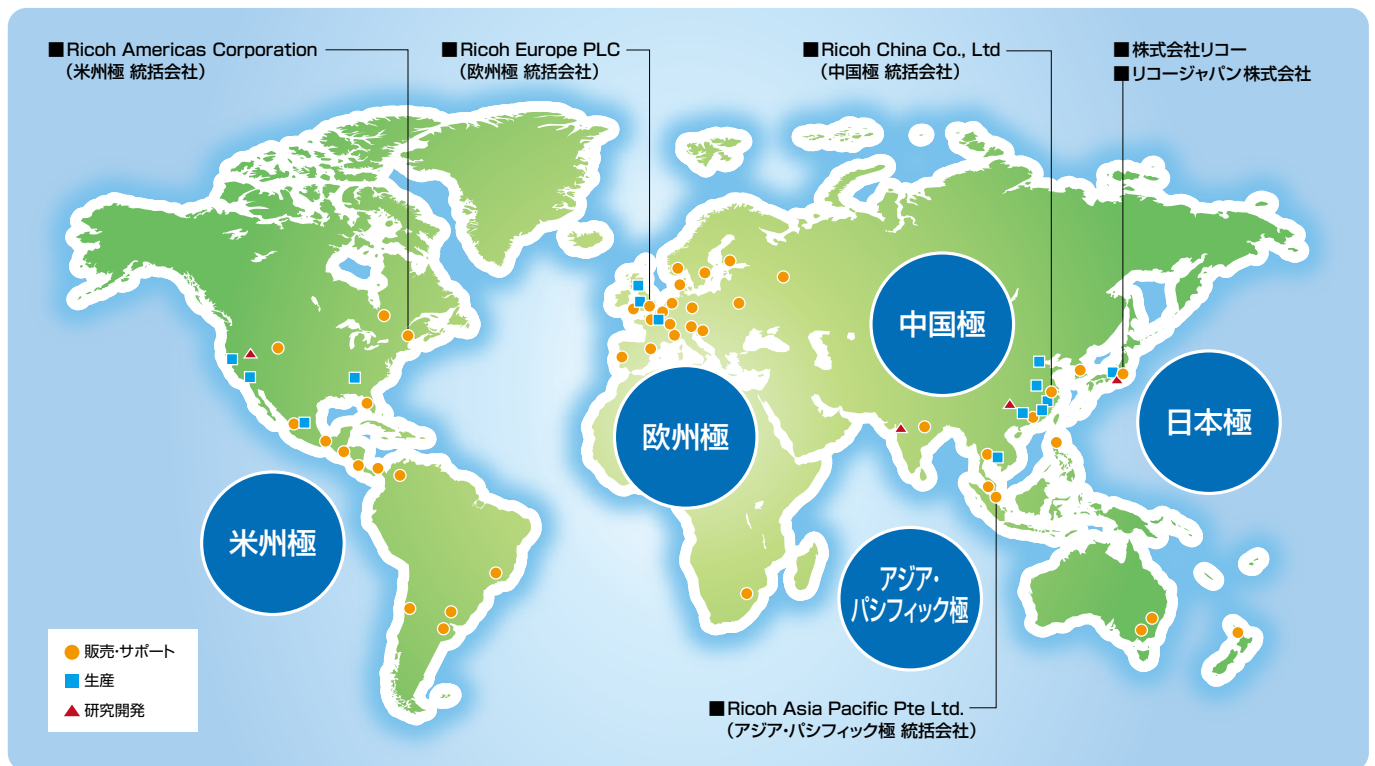 ■Ricoh Americas Corporation
（米州極 統括会社）
■Ricoh Europe PLC
（欧州極 統括会社）
■Ricoh China Co., Ltd
（中国極 統括会社）
■株式会社リコー
■リコージャパン株式会社
中国極
日本極
欧州極
米州極
アジア・
パシフィック極
●販売・サポート
■生産
▲研究開発
■Ricoh Asia Pacific Pte Ltd.
（アジア・パシフィック極 統括会社）